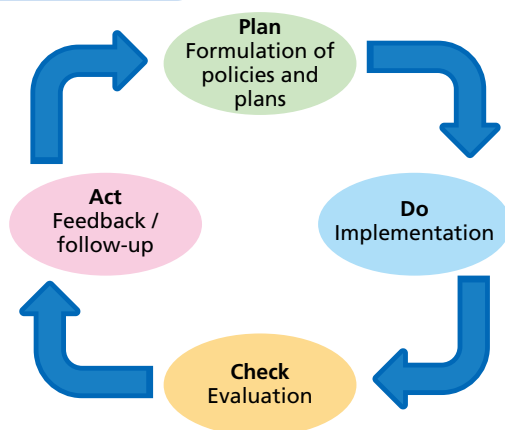 Plan
Formulation of
policies and
plans
Do
Implementation
Check
Evaluation
Act
Feedback /
follow-up